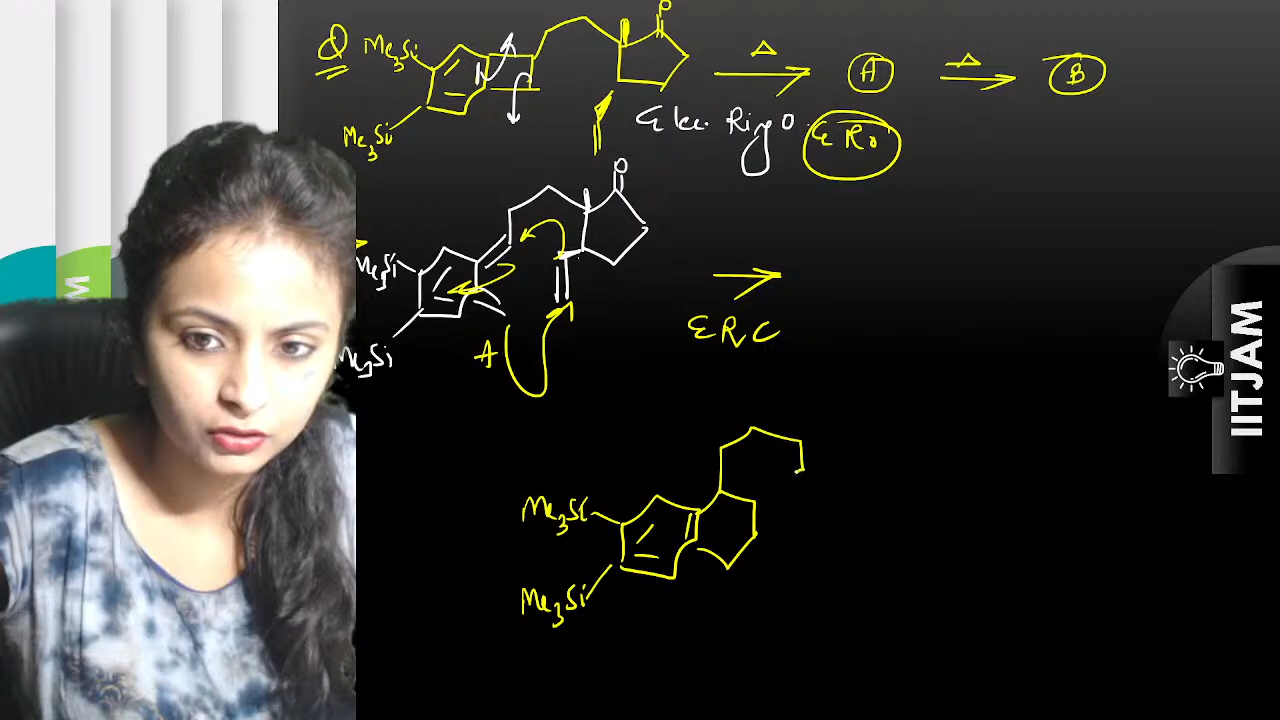 O
Q Me3Si Δ A Δ B
Me3Si Elec. Ring O. ERO
O
Me3Si
A ERC
Me3Si
Me3Si
Me3Si
IITJAM